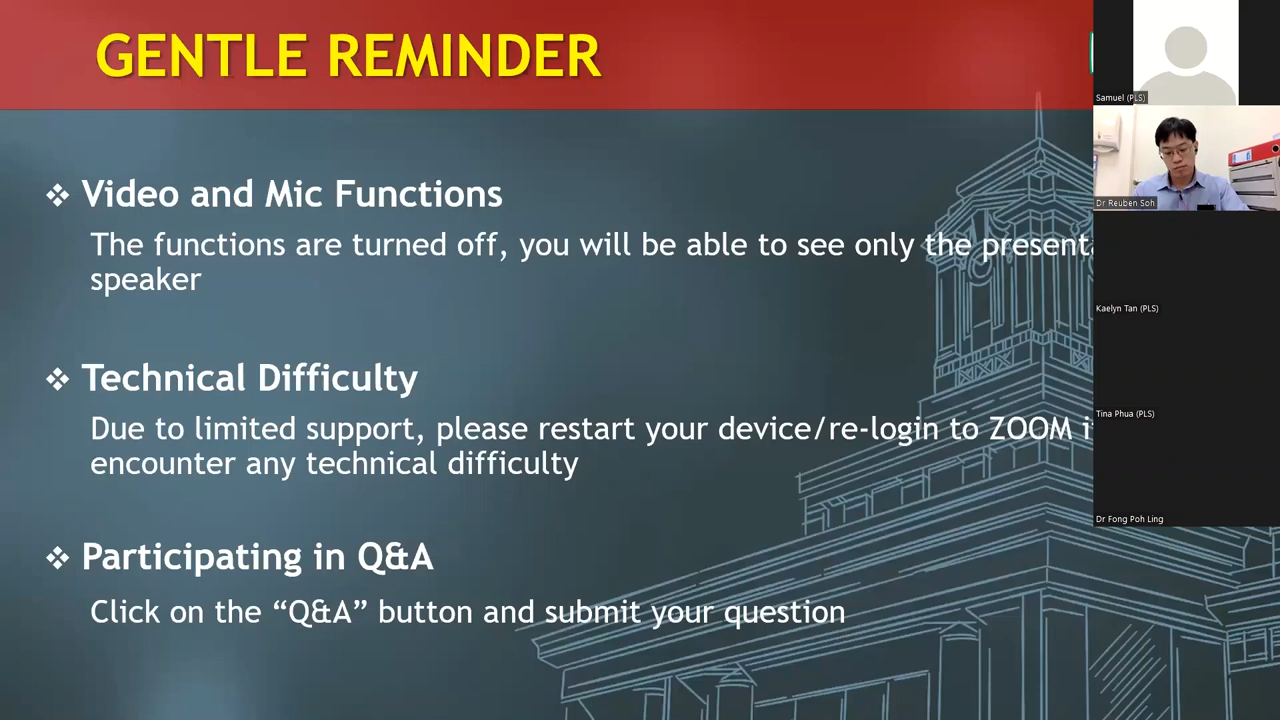 GENTLE REMINDER
Samuel (PLS)
Dr Reuben Soh
❖ Video and Mic Functions
The functions are turned off, you will be able to see only the
speaker
Kaelyn Tan (PLS)
❖ Technical Difficulty
Tina Phua (PLS)
Due to limited support, please restart your device/re-login to ZOOM
encounter any technical difficulty
Dr Fong Poh Ling
❖ Participating in Q&A
Click on the “Q&A” button and submit your question